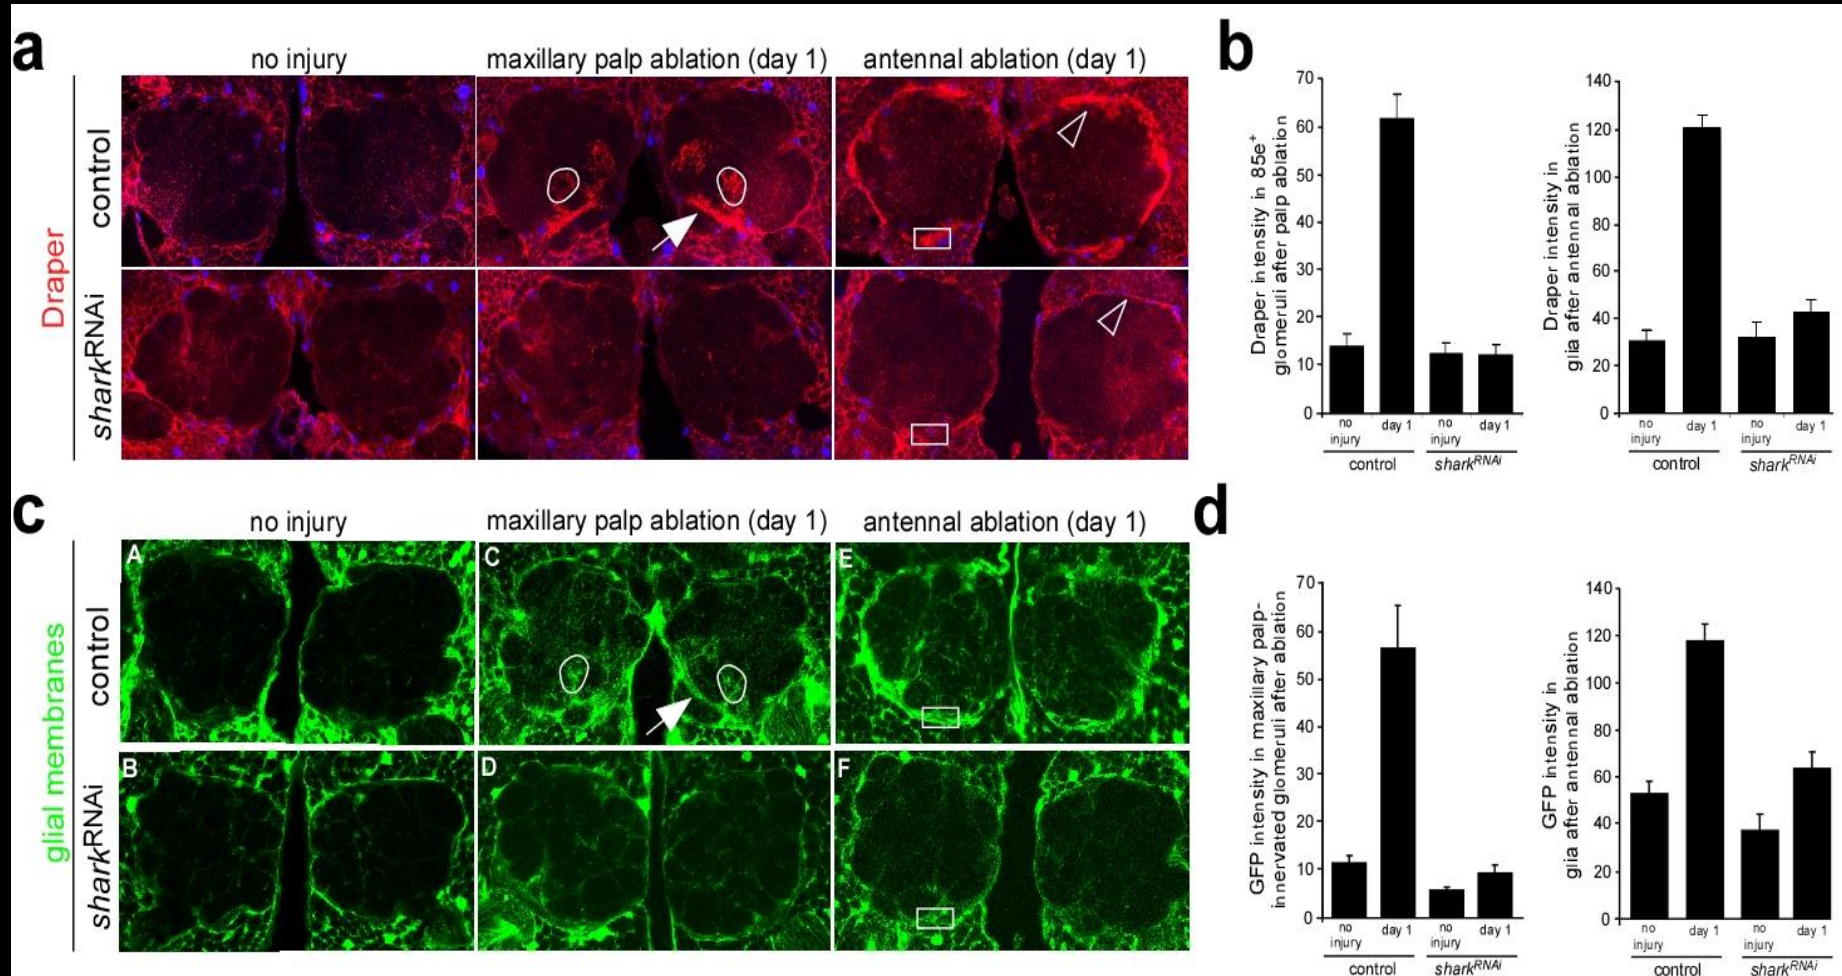 a
no injury
maxillary palp ablation (day 1)
antennal ablation (day 1)
Draper
control
sharkRNAi
b
Draper intensity in 85e+
glomeruli after palp ablation
70
60
50
40
30
20
10
0
no injury
day 1
no injury
day 1
control
sharkRNAi
Draper intensity in
glia after antennal ablation
140
120
100
80
60
40
20
0
no injury
day 1
no injury
day 1
control
sharkRNAi
c
no injury
maxillary palp ablation (day 1)
antennal ablation (day 1)
glial membranes
control
sharkRNAi
A
C
E
B
D
F
d
GFP intensity in maxillary palp-
innervated glomeruli after ablation
70
60
50
40
30
20
10
0
no injury
day 1
no injury
day 1
control
sharkRNAi
GFP intensity in
glia after antennal ablation
140
120
100
80
60
40
20
0
no injury
day 1
no injury
day 1
control
sharkRNAi